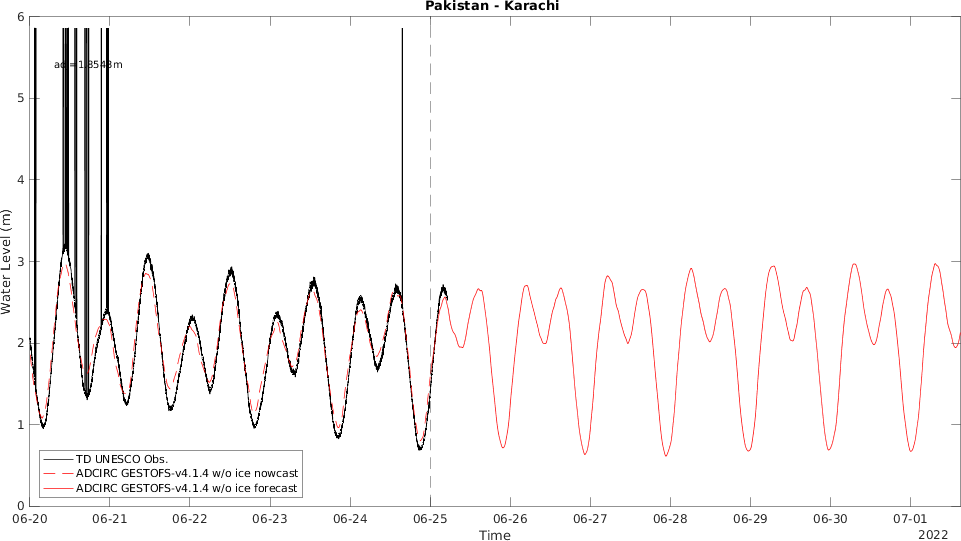 Pakistan - Karachi
6
5
4
3
2
1
0
Water Level (m)
TD UNESCO Obs.
ADCIRC GESTOFS-v4.1.4 w/o ice nowcast
ADCIRC GESTOFS-v4.1.4 w/o ice forecast
06-20 06-21 06-22 06-23 06-24 06-25 06-26 06-27 06-28 06-29 06-30 07-01
Time
2022